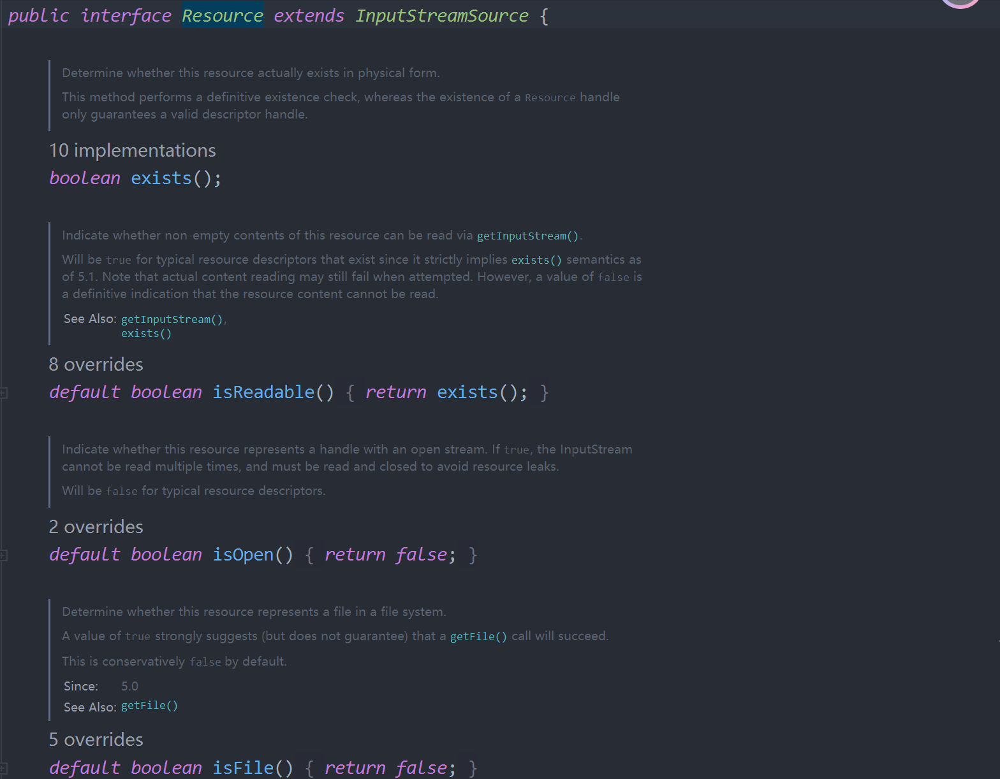 public interface Resource extends InputStreamSource {
Determine whether this resource actually exists in physical form.
This method performs a definitive existence check, whereas the existence of a Resource handle
only guarantees a valid descriptor handle.
10 implementations
boolean exists();
Indicate whether non-empty contents of this resource can be read via getInputStream().
Will be true for typical resource descriptors that exist since it strictly implies exists() semantics as
of 5.1. Note that actual content reading may still fail when attempted. However, a value of false is
a definitive indication that the resource content cannot be read.
See Also: getInputStream(),
exists()
8 overrides
default boolean isReadable() { return exists(); }
Indicate whether this resource represents a handle with an open stream. If true, the InputStream
cannot be read multiple times, and must be read and closed to avoid resource leaks.
Will be false for typical resource descriptors.
2 overrides
default boolean isOpen() { return false; }
Determine whether this resource represents a file in a file system.
A value of true strongly suggests (but does not guarantee) that a getFile() call will succeed.
This is conservatively false by default.
Since: 5.0
See Also: getFile()
5 overrides
default boolean isFile() { return false; }